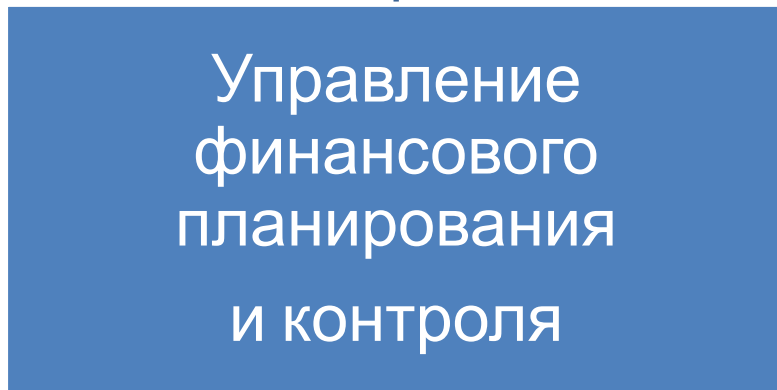 Управление
финансового
планирования
и контроля